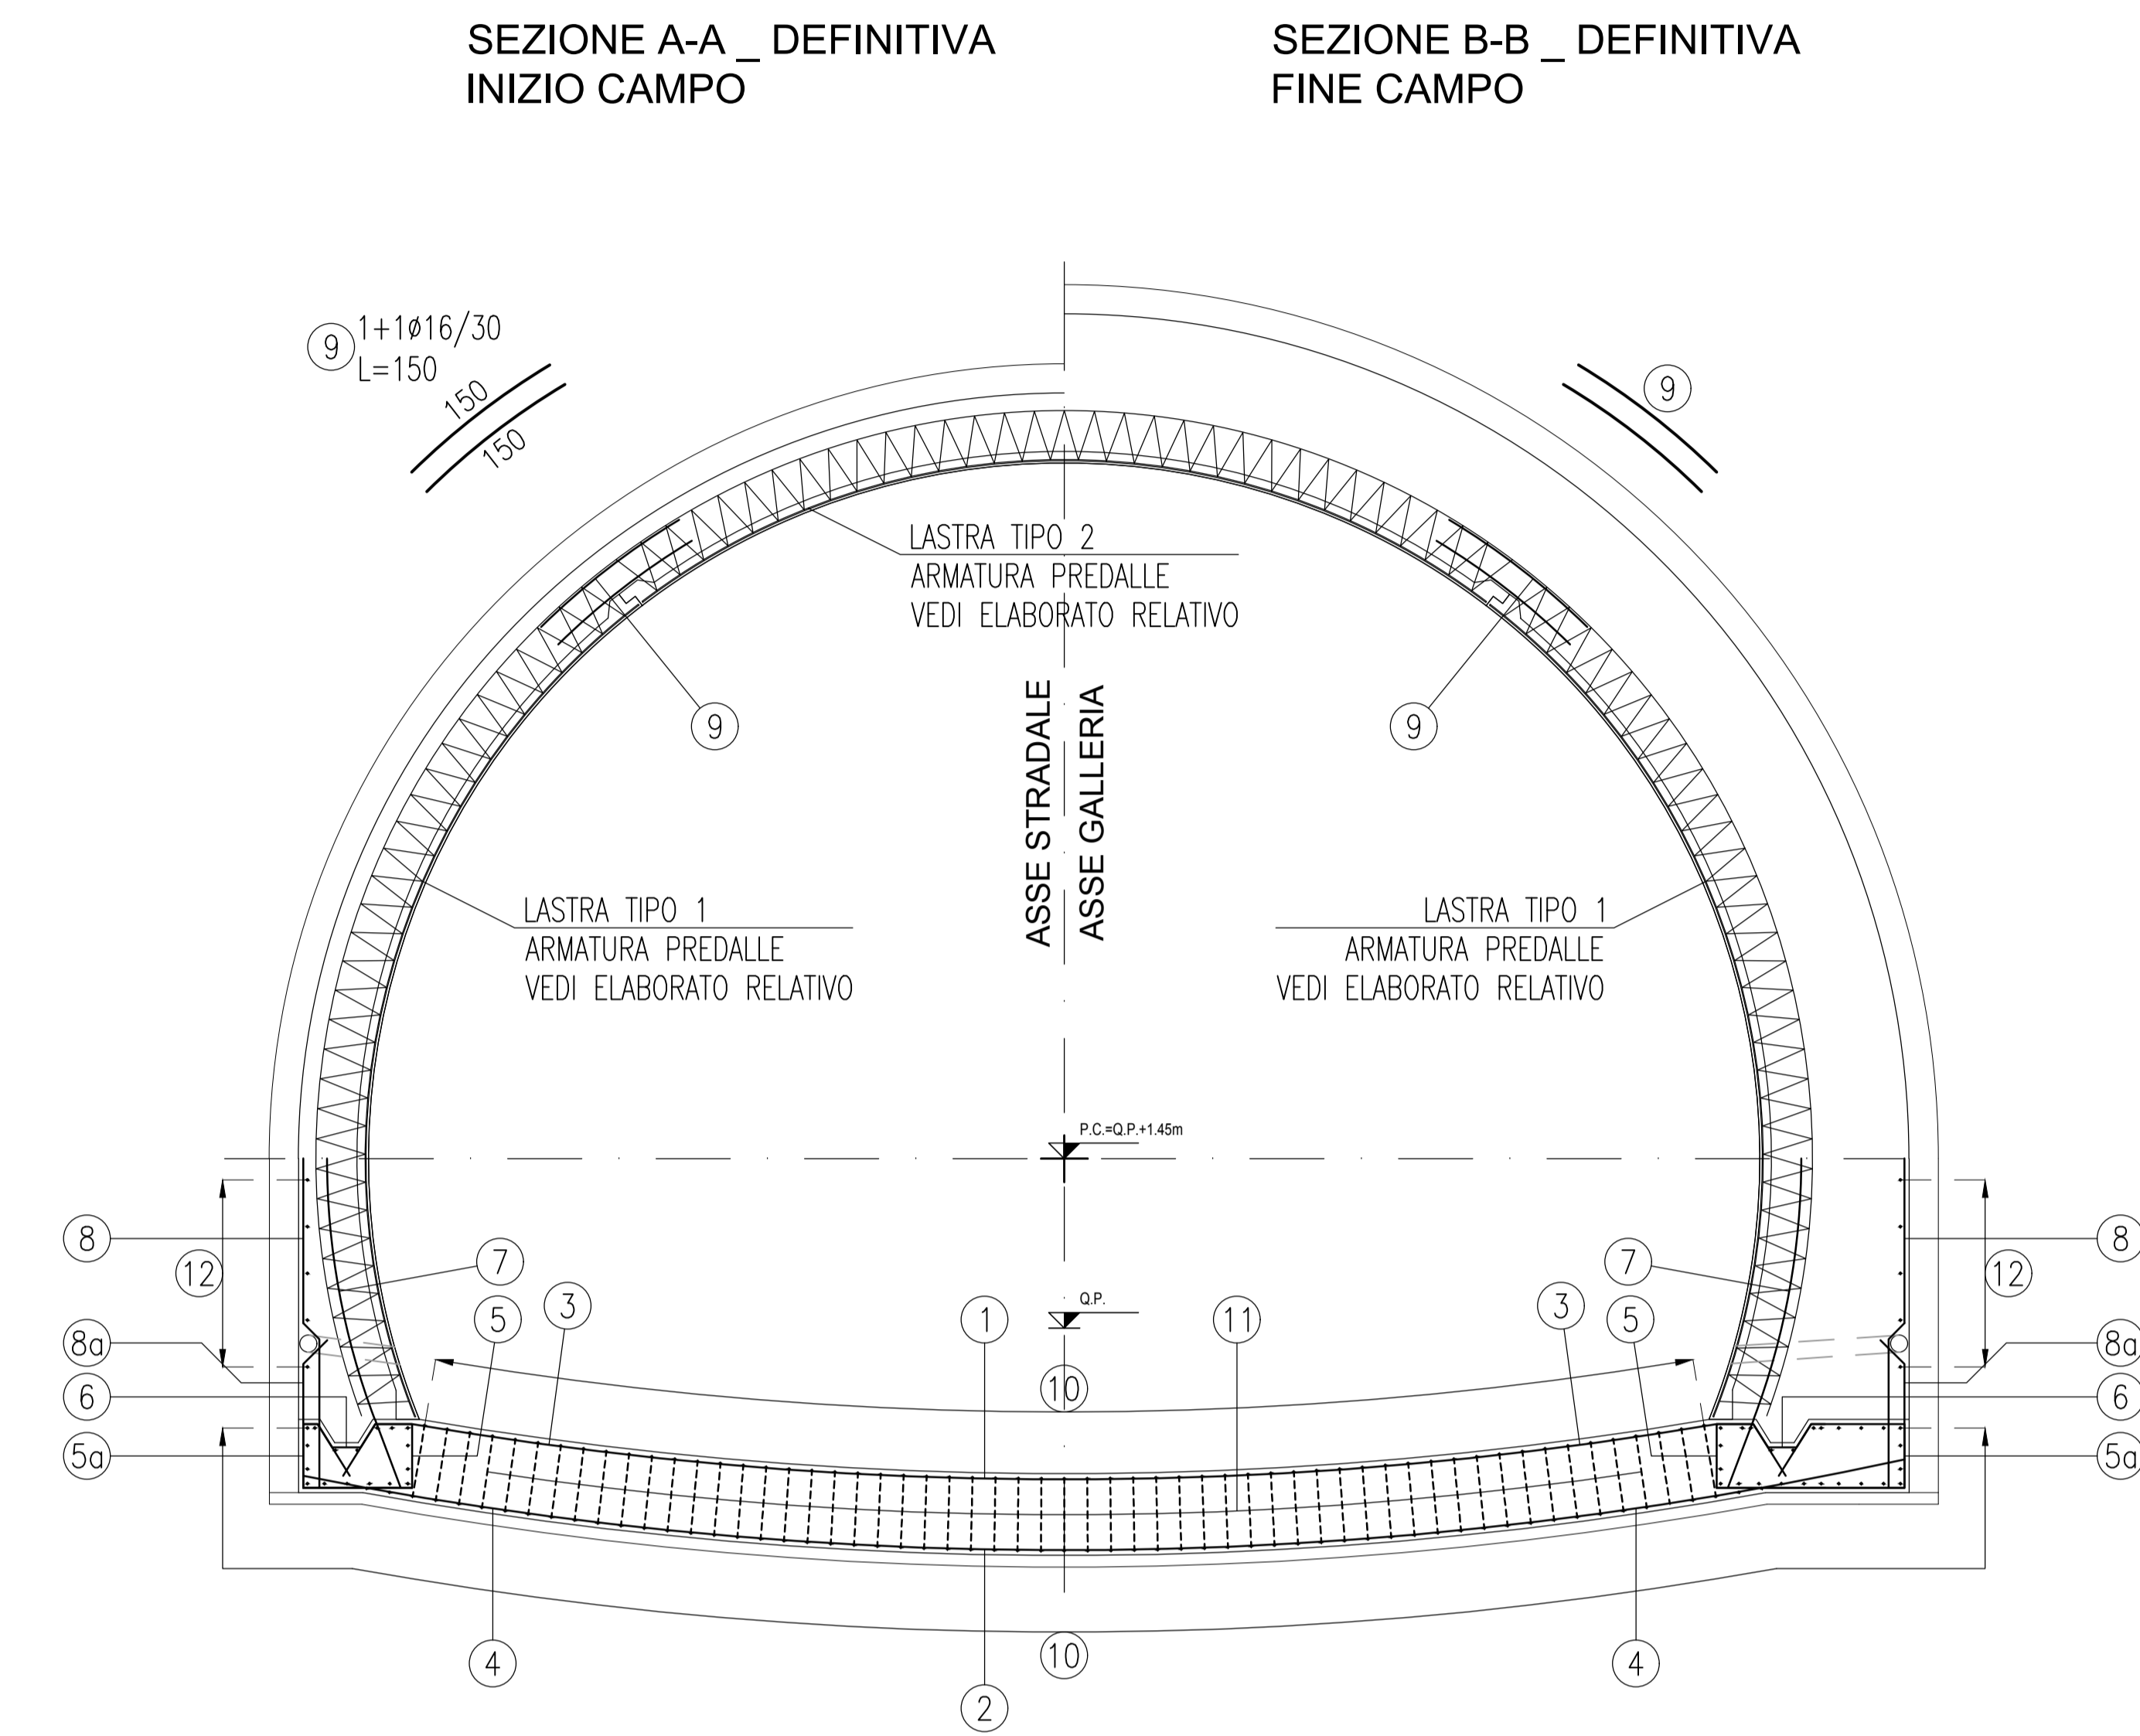 SEZIONE A-A _ DEFINITIVA
INIZIO CAMPO
SEZIONE B-B _ DEFINITIVA
FINE CAMPO
9
1+1ø16/30
L=150
150
150
9
LASTRA TIPO 2
ARMATURA PREDALLE
VEDI ELABORATO RELATIVO
9
9
ASSE STRADALE
ASSE GALLERIA
LASTRA TIPO 1
ARMATURA PREDALLE
VEDI ELABORATO RELATIVO
LASTRA TIPO 1
ARMATURA PREDALLE
VEDI ELABORATO RELATIVO
P.C.=Q.P.+1.45m
Q.P.
8
12
7
3
5
1
11
3
5
7
12
8
8a
6
5a
10
8a
6
5a
4
10
2
4